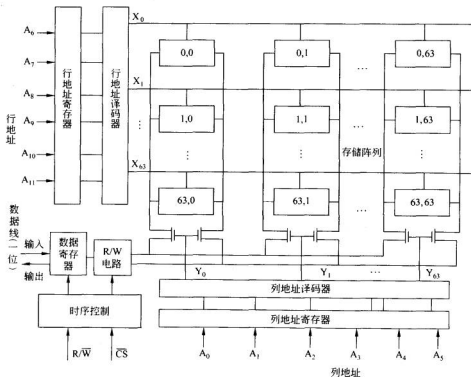 X₀
A₆
A₇
A₈
A₉
A₁₀
A₁₁
行地址
行地址寄存器
行地址译码器
0,0
0,1
…
0,63
X₁
1,0
1,1
…
1,63
⋮
⋮
⋮
⋮
存储阵列
X₆₃
63,0
63,1
…
63,63
数据线(一位)
输入
输出
数据寄存器
R/W电路
Y₀
Y₁
…
Y₆₃
时序控制
列地址译码器
列地址寄存器
R/W̅
C̅S̅
A₀
A₁
A₂
A₃
A₄
A₅
列地址